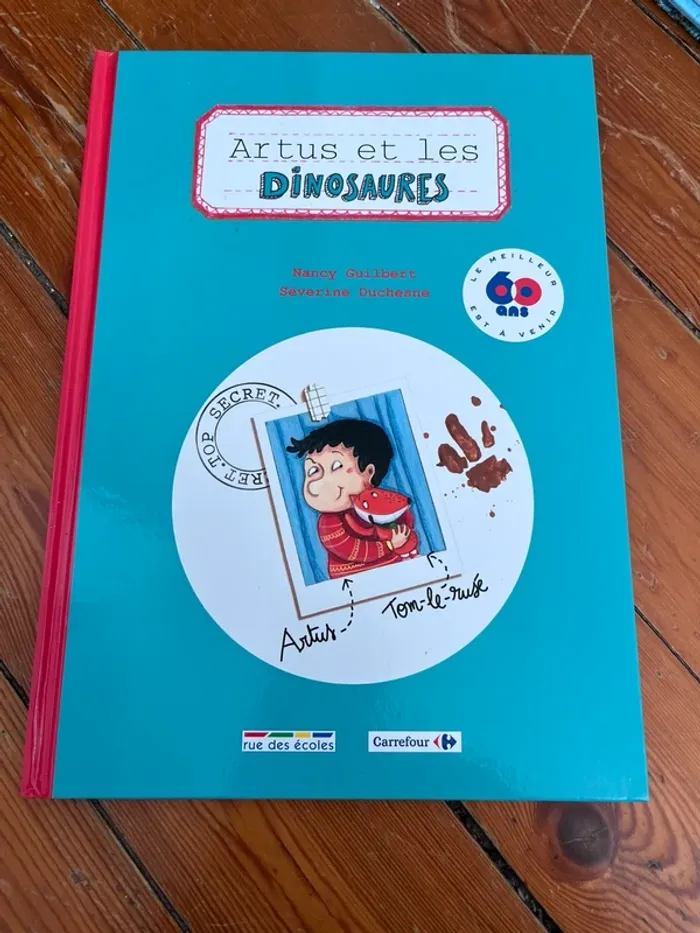 Artus et les
DINOSAURES
Nancy Guilbert
Séverine Duchesne
LE MEILLEUR
60
ans
EST À VENIR
TOP SECRET.
RET.
Artus
Tom-le-rusé
rue des écoles
Carrefour